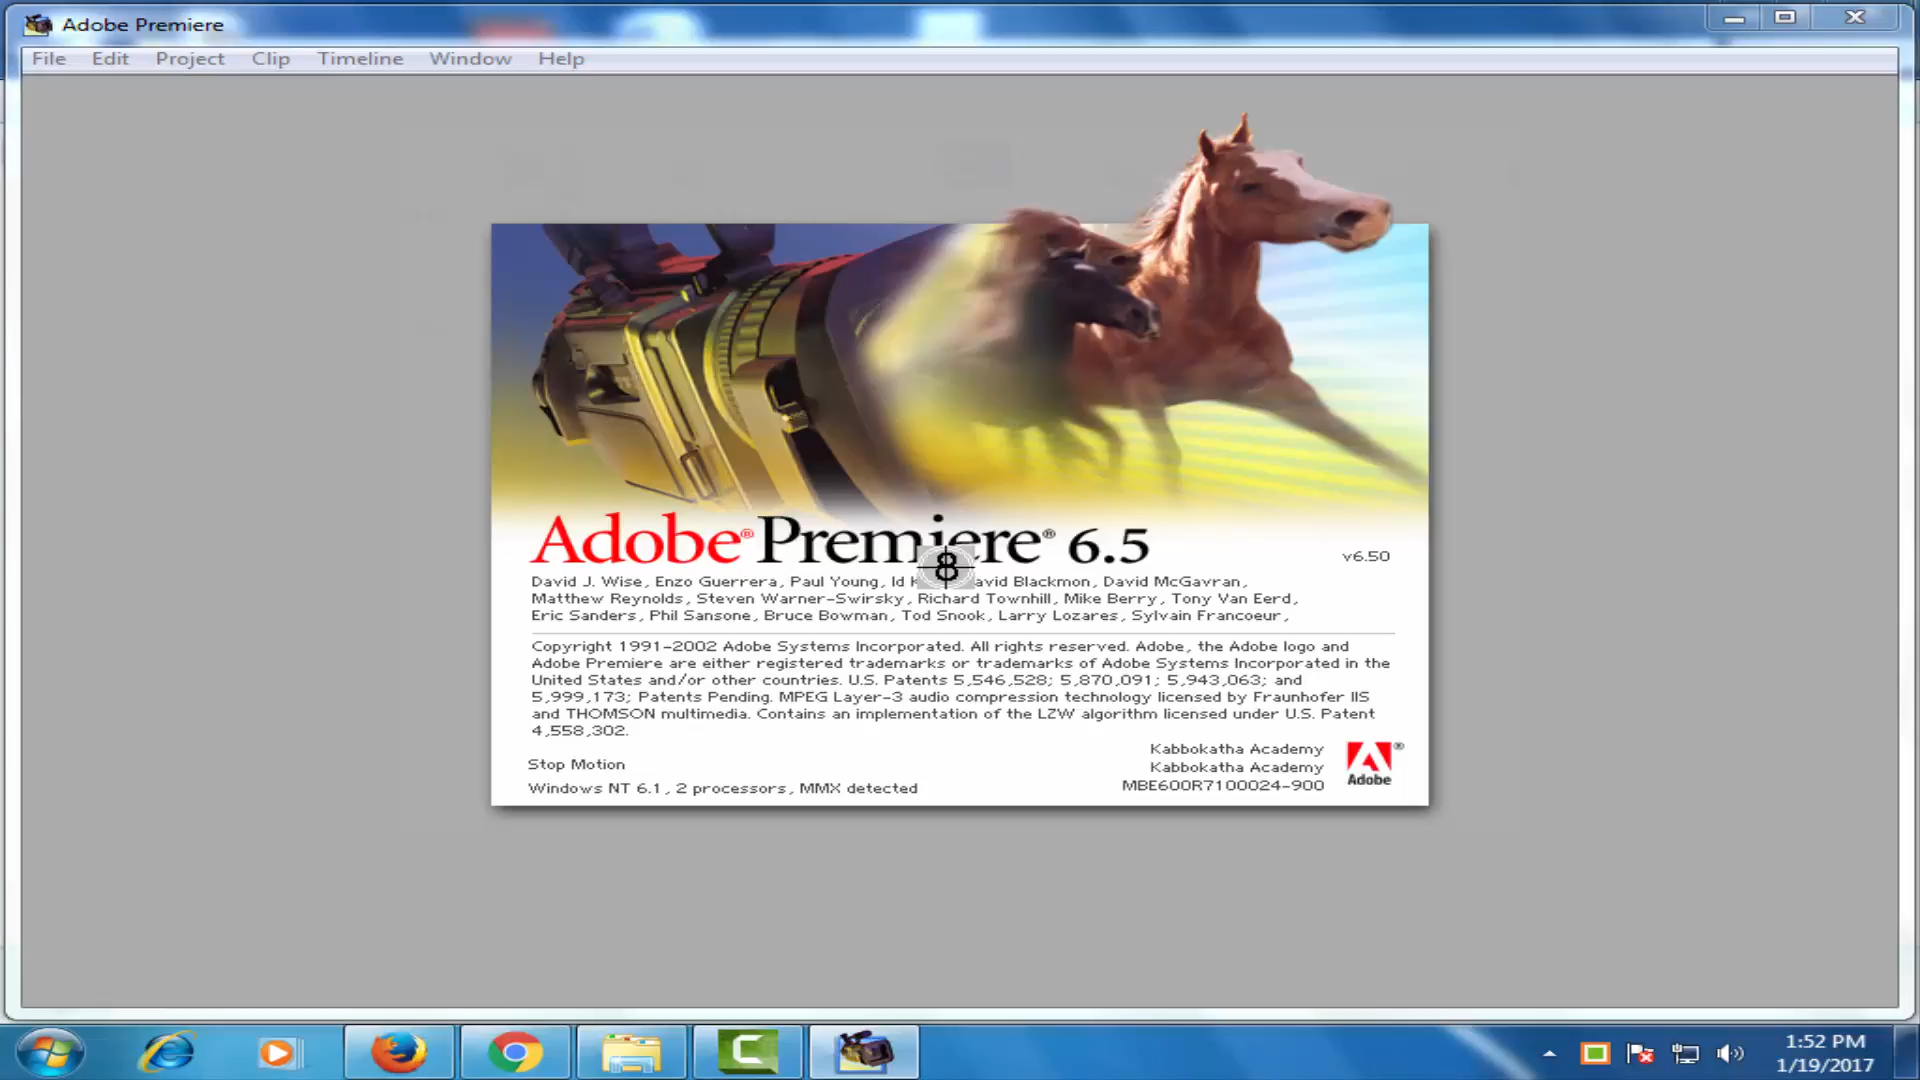 Adobe Premiere
File Edit Project Clip Timeline Window Help
Adobe® Premiere® 6.5
v6.50
8
David J. Wise, Enzo Guerrera, Paul Young, Id David Blackmon, David McGavran,
Matthew Reynolds, Steven Warner-Swirsky, Richard Townhill, Mike Berry, Tony Van Eerd,
Eric Sanders, Phil Sansone, Bruce Bowman, Tod Snook, Larry Lozares, Sylvain Francoeur,
Copyright 1991-2002 Adobe Systems Incorporated. All rights reserved. Adobe, the Adobe logo and
Adobe Premiere are either registered trademarks or trademarks of Adobe Systems Incorporated in the
United States and/or other countries. U.S. Patents 5,546,528; 5,870,091; 5,943,063; and
5,999,173; Patents Pending. MPEG Layer-3 audio compression technology licensed by Fraunhofer IIS
and THOMSON multimedia. Contains an implementation of the LZW algorithm licensed under U.S. Patent
4,558,302.
Kabbokatha Academy
Stop Motion
Kabbokatha Academy
Windows NT 6.1, 2 processors, MMX detected
MBE600R7100024-900
Adobe
®
1:52 PM
1/19/2017